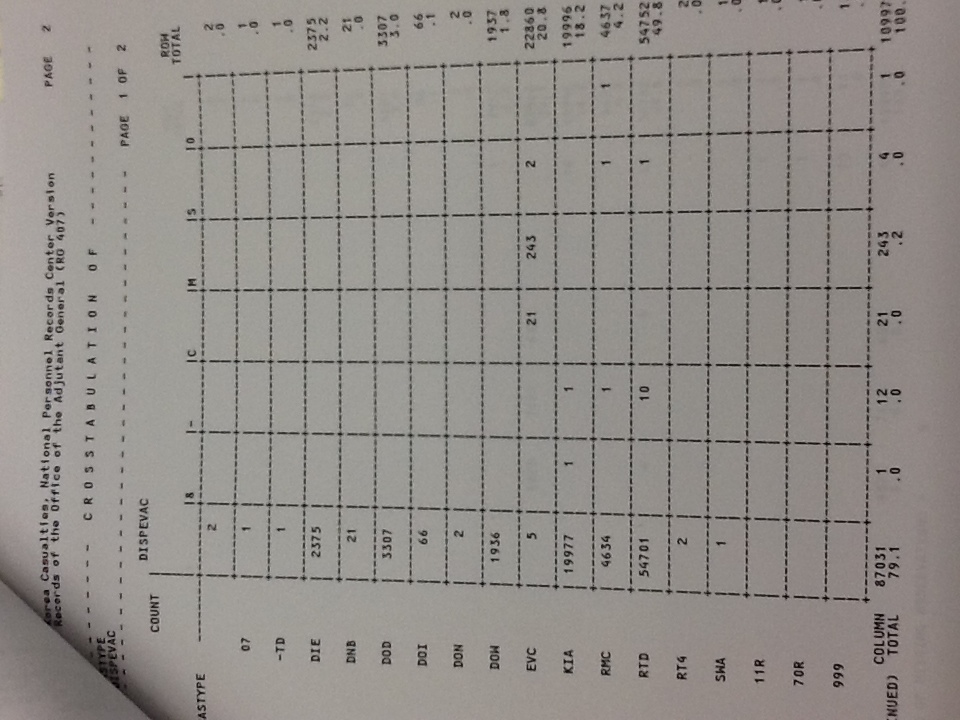 Korea Casualties, National Personnel Records Center Version PAGE 2
Records of the Office of the Adjutant General (RG 407)
- - - - - - - C R O S S T A B U L A T I O N O F - - - - - - - - - - - -
ASTYPE
DISPEVAC
- - - - - - - - - - - - - - - - - - - - - - - - - - - - - - - - PAGE 1 OF 2
DISPEVAC
COUNT
ROW
TOTAL
|8 |- |C |M |S |0 |
ASTYPE
2 2
.0
07 1 1
.0
-TD 1 1
.0
DIE 2375 2375
2.2
DNB 21 21
.0
DOD 3307 3307
3.0
DOI 66 66
.1
DON 2 2
.0
DOW 1936 1937
1.8
EVC 5 21 243 2 22860
20.8
KIA 19977 1 1 19996
18.2
RMC 4634 1 1 1 4637
4.2
RTD 54701 10 1 54752
49.8
RT4 2 2
.0
SWA 1 1
.0
11R 1
.0
70R
999 1
COLUMN 87031 1 12 21 243 4 1 10997
NUED) TOTAL 79.1 .0 .0 .0 .2 .0 .0 100.